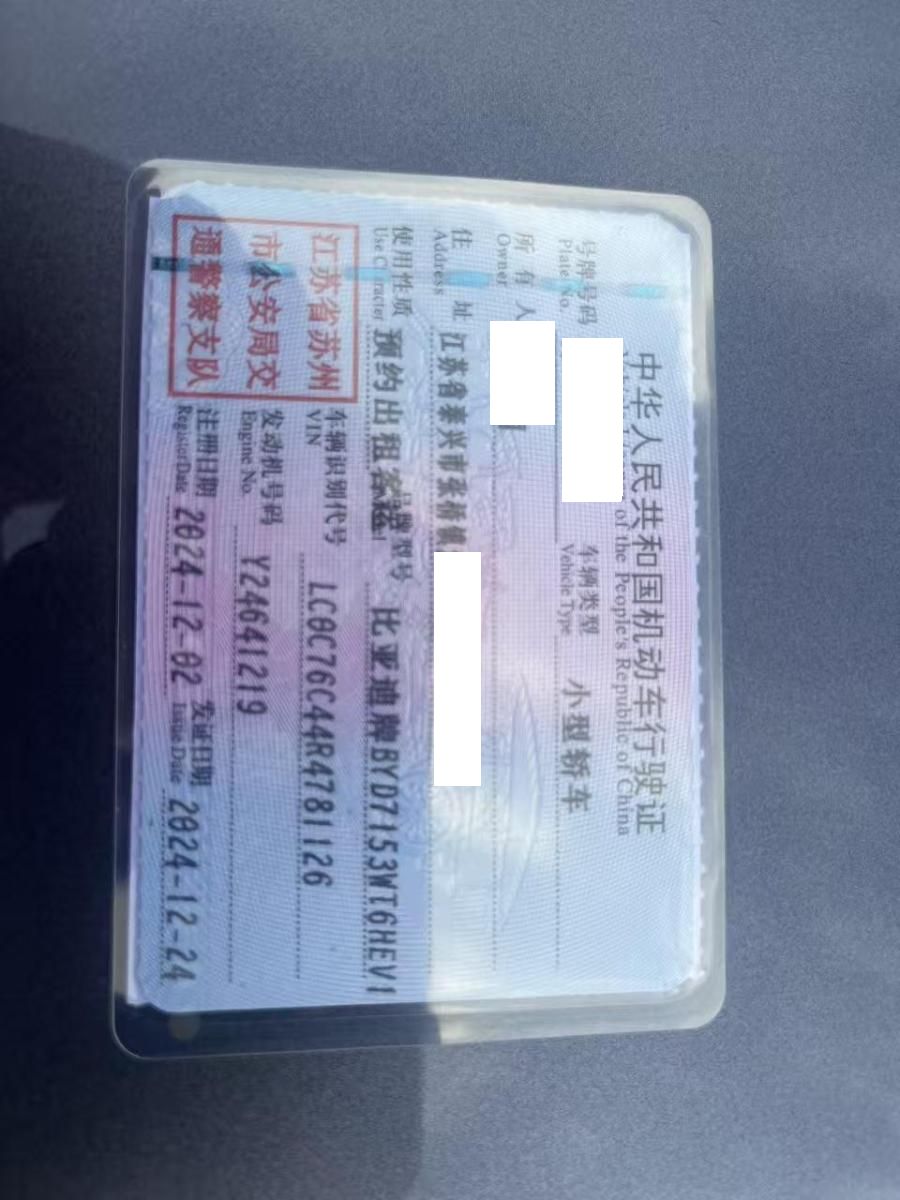 中华人民共和国机动车行驶证
of the People's Republic of China
号牌号码
Plate No.
车辆类型 小型轿车
Vehicle Type
所有人
Owner
住址 江苏省泰兴市张桥镇
Address
使用性质 预约出租客运
Use Character
品牌型号 比亚迪牌BYD7153WT6HEV1
江苏省苏州
市公安局交
通警察支队
车辆识别代号 LC0C76C44R4781126
VIN
发动机号码 Y24641219
Engine No.
注册日期 2024-12-02
Register Date
发证日期 2024-12-24
Issue Date